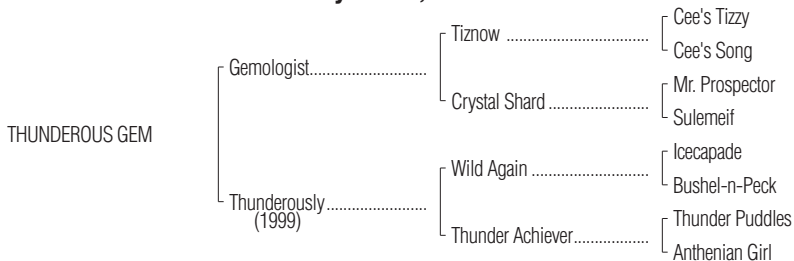 Cee's Tizzy
Tiznow
Cee's Song
Gemologist
Mr. Prospector
Crystal Shard
Sulemeif
THUNDEROUS GEM
Icecapade
Wild Again
Bushel-n-Peck
Thunderously
(1999)
Thunder Puddles
Thunder Achiever
Anthenian Girl